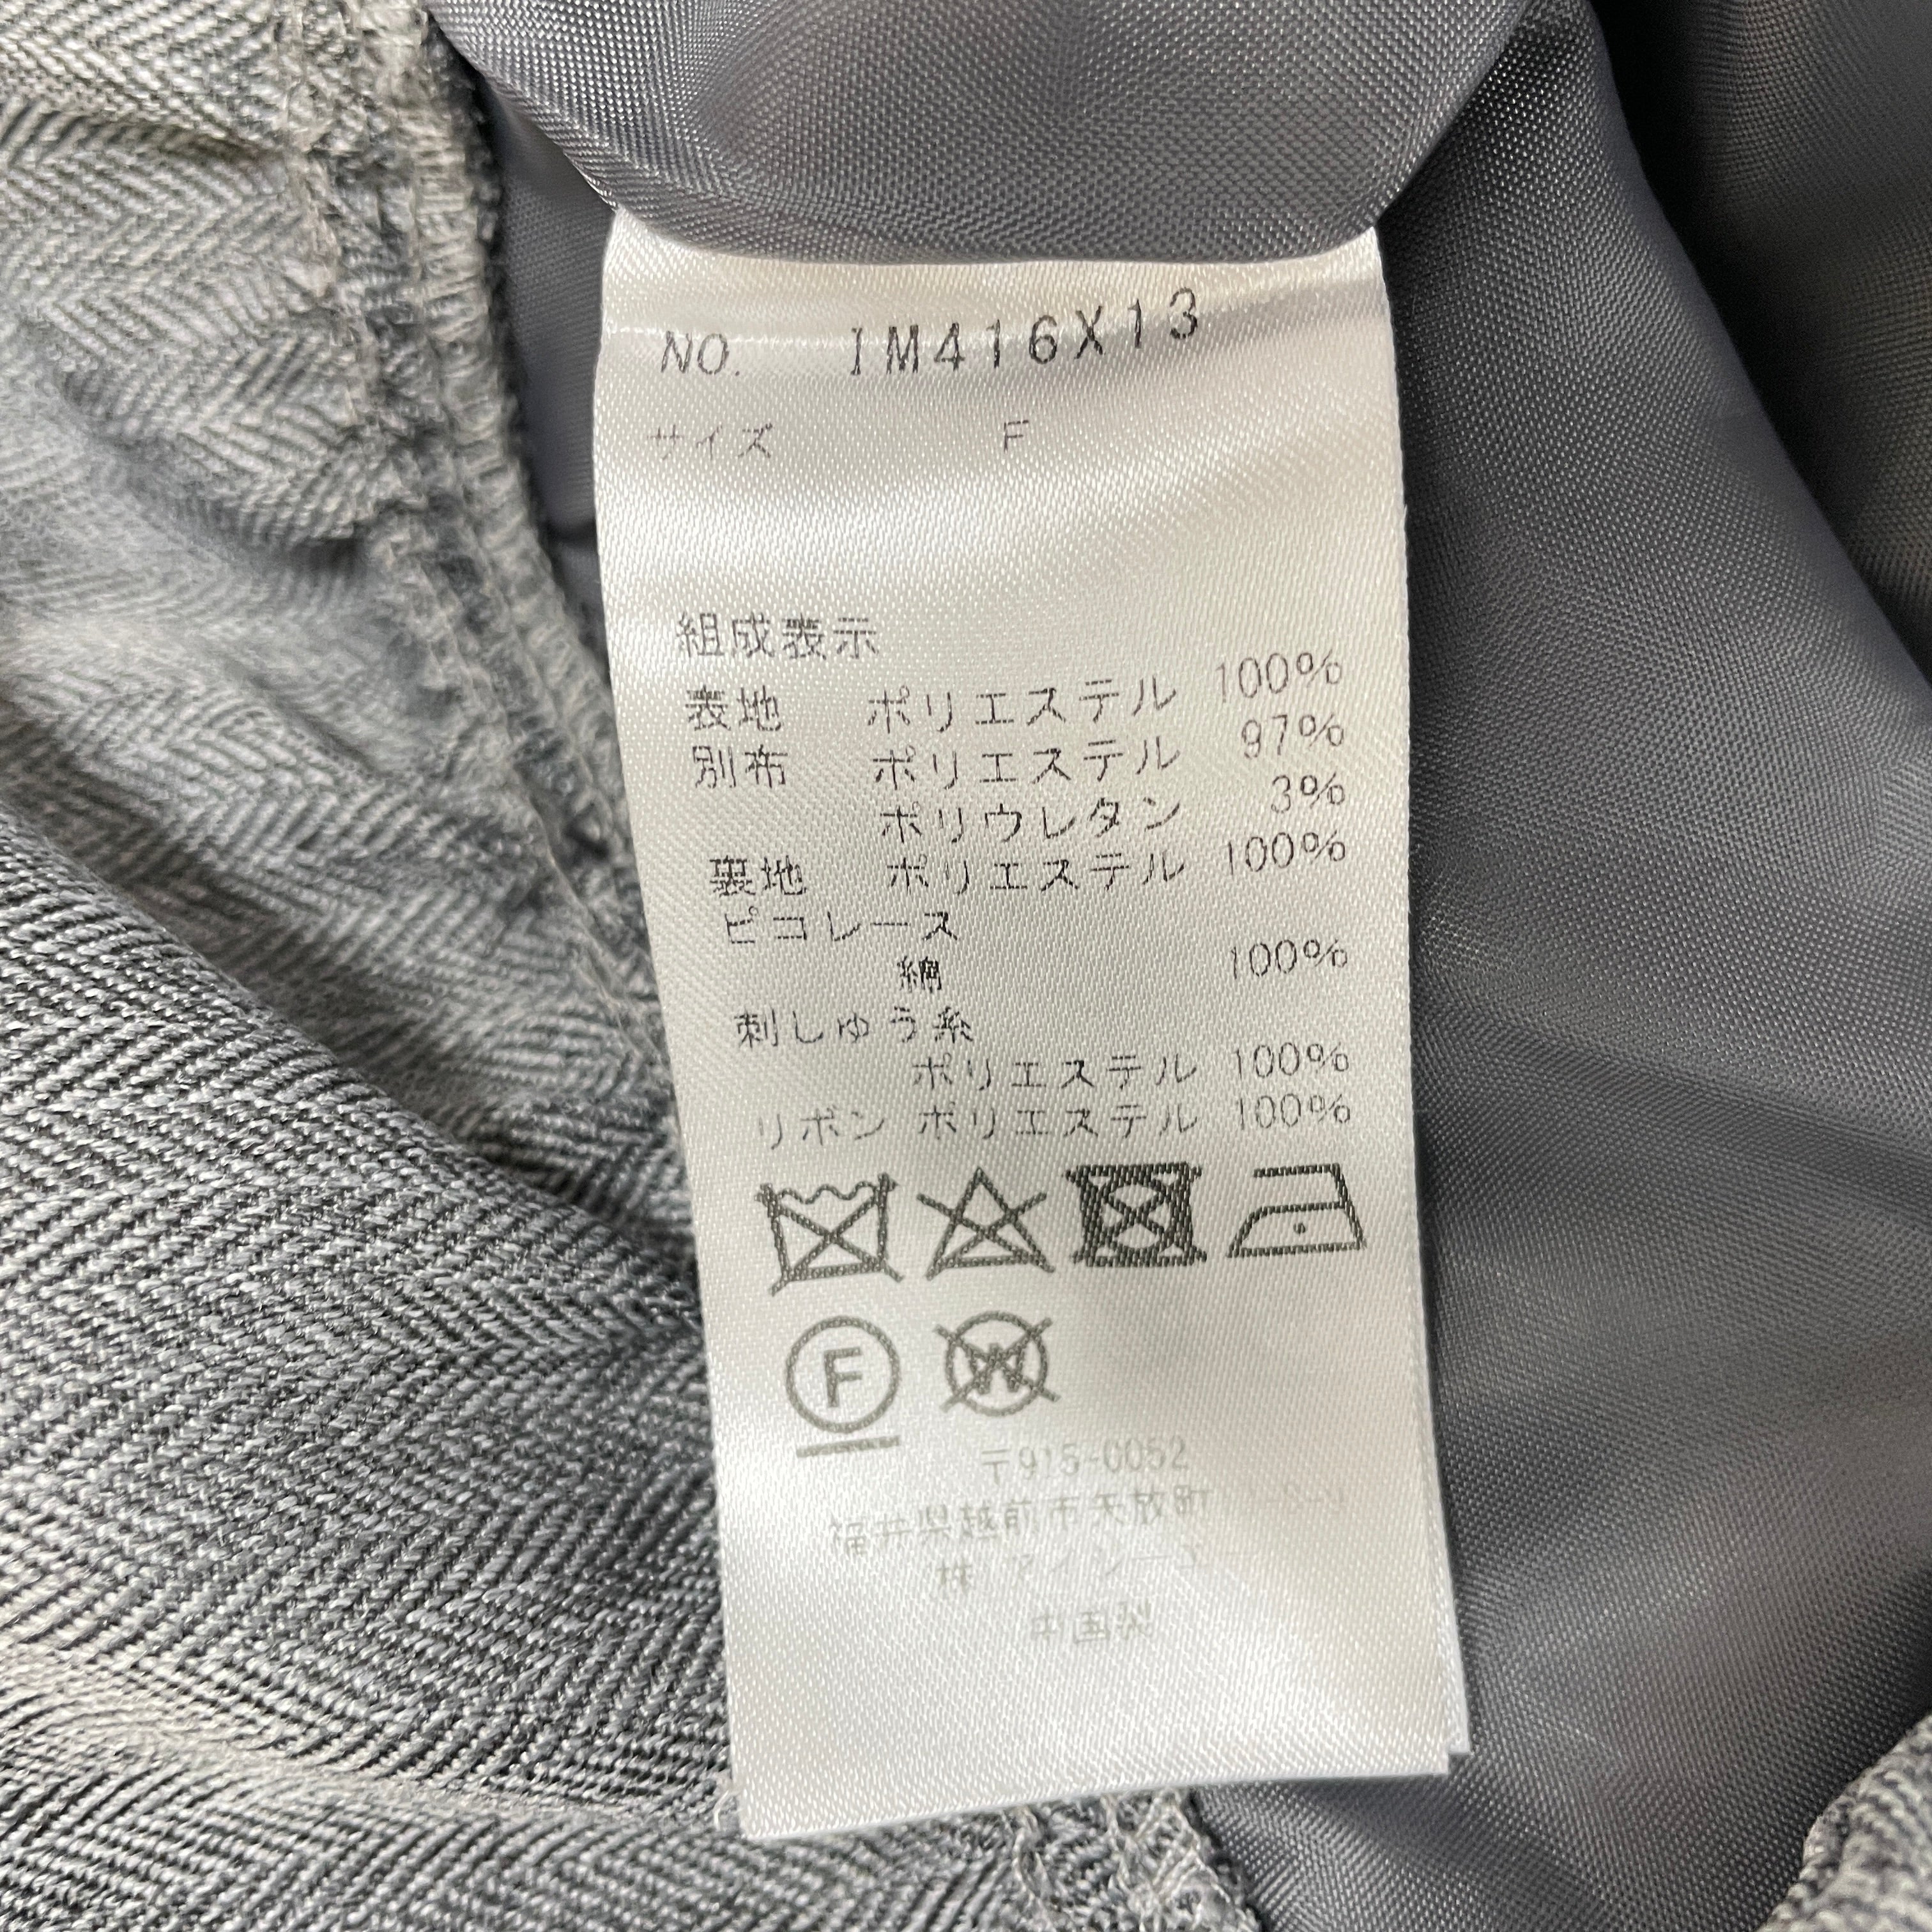 NO. IM416X13
サイズ F
組成表示
表地 ポリエステル 100%
別布 ポリエステル 97%
ポリウレタン 3%
裏地 ポリエステル 100%
ピコレース
綿 100%
刺しゅう糸
ポリエステル 100%
リボン ポリエステル 100%
F W
〒915-0052
福井県越前市矢放町
中国製